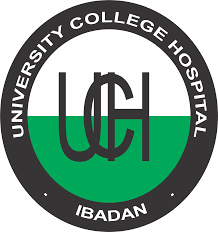 UNIVERSITY COLLEGE HOSPITAL
UCH
· IBADAN ·